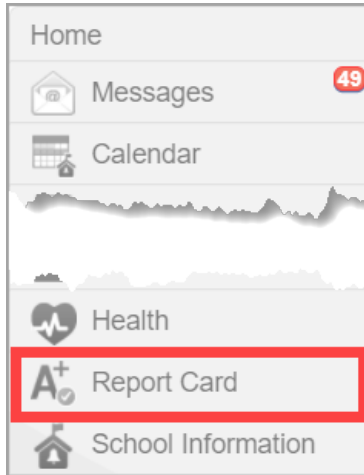 Home
Messages
49
Calendar
Health
A+
Report Card
School Information